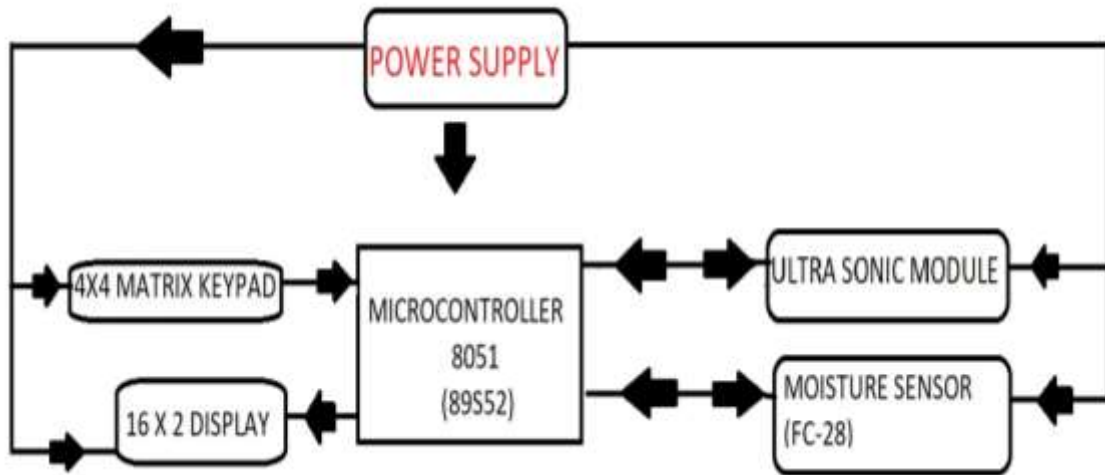 POWER SUPPLY
4X4 MATRIX KEYPAD
MICROCONTROLLER
8051
(89S52)
ULTRA SONIC MODULE
16 X 2 DISPLAY
MOISTURE SENSOR
(FC-28)